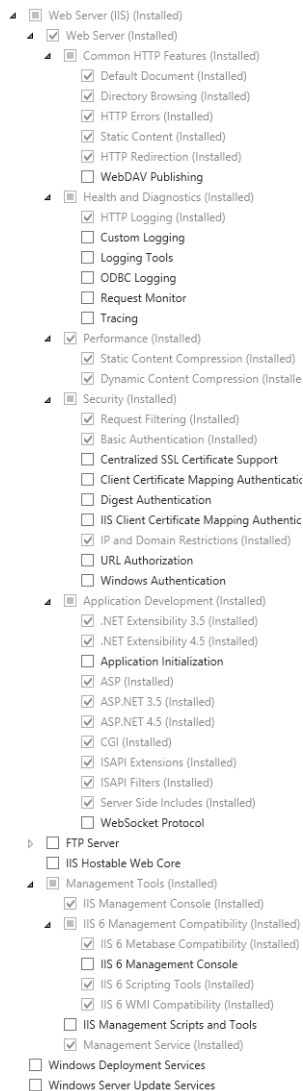 Web Server (IIS) (Installed)
Web Server (Installed)
Common HTTP Features (Installed)
Default Document (Installed)
Directory Browsing (Installed)
HTTP Errors (Installed)
Static Content (Installed)
HTTP Redirection (Installed)
WebDAV Publishing
Health and Diagnostics (Installed)
HTTP Logging (Installed)
Custom Logging
Logging Tools
ODBC Logging
Request Monitor
Tracing
Performance (Installed)
Static Content Compression (Installed)
Dynamic Content Compression (Installe
Security (Installed)
Request Filtering (Installed)
Basic Authentication (Installed)
Centralized SSL Certificate Support
Client Certificate Mapping Authenticatio
Digest Authentication
IIS Client Certificate Mapping Authentic
IP and Domain Restrictions (Installed)
URL Authorization
Windows Authentication
Application Development (Installed)
.NET Extensibility 3.5 (Installed)
.NET Extensibility 4.5 (Installed)
Application Initialization
ASP (Installed)
ASP.NET 3.5 (Installed)
ASP.NET 4.5 (Installed)
CGI (Installed)
ISAPI Extensions (Installed)
ISAPI Filters (Installed)
Server Side Includes (Installed)
WebSocket Protocol
FTP Server
IIS Hostable Web Core
Management Tools (Installed)
IIS Management Console (Installed)
IIS 6 Management Compatibility (Installed)
IIS 6 Metabase Compatibility (Installed)
IIS 6 Management Console
IIS 6 Scripting Tools (Installed)
IIS 6 WMI Compatibility (Installed)
IIS Management Scripts and Tools
Management Service (Installed)
Windows Deployment Services
Windows Server Update Services